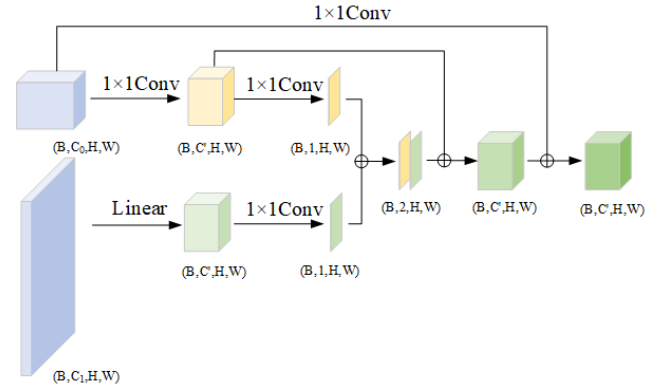 1×1Conv
1×1Conv
1×1Conv
(B,C₀,H,W)
(B,C',H,W)
(B,1,H,W)
Linear
1×1Conv
(B,2,H,W)
(B,C',H,W)
(B,C',H,W)
(B,C',H,W)
(B,1,H,W)
(B,C₁,H,W)